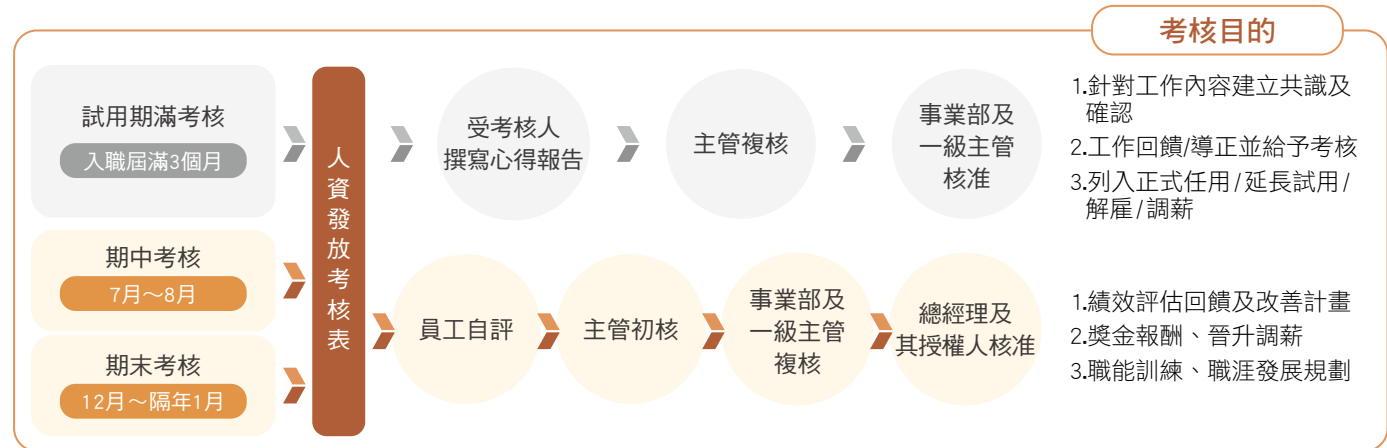 考核目的
試用期滿考核
入職屆滿3個月
期中考核
7月～8月
期末考核
12月～隔年1月
人資發放考核表
受考核人
撰寫心得報告
主管複核
事業部及
一級主管
核准
1.針對工作內容建立共識及
確認
2.工作回饋/導正並給予考核
3.列入正式任用/延長試用/
解雇/調薪
員工自評
主管初核
事業部及
一級主管
複核
總經理及
其授權人核准
1.績效評估回饋及改善計畫
2.獎金報酬、晉升調薪
3.職能訓練、職涯發展規劃